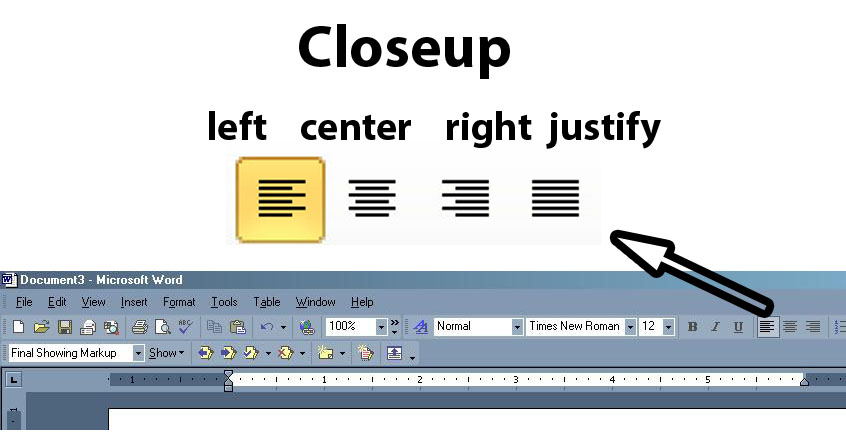 Closeup
left center right justify
Document3 - Microsoft Word
File Edit View Insert Format Tools Table Window Help
100% » Normal Times New Roman 12 B I U
Final Showing Markup Show
1 1 2 3 4 5